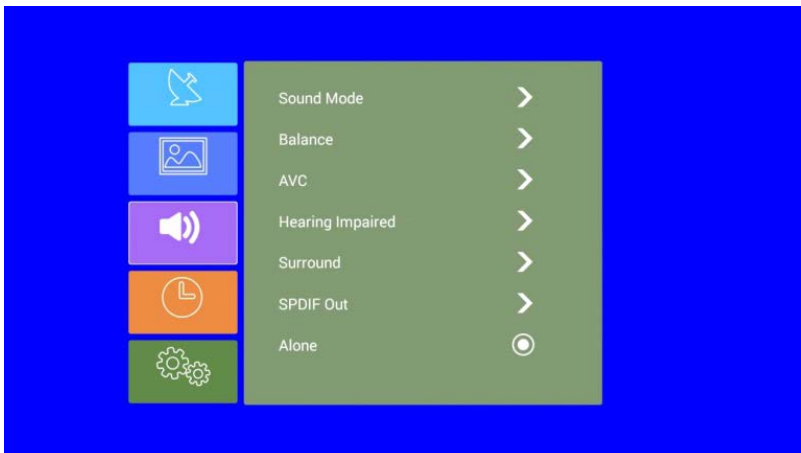 Sound Mode
Balance
AVC
Hearing Impaired
Surround
SPDIF Out
Alone